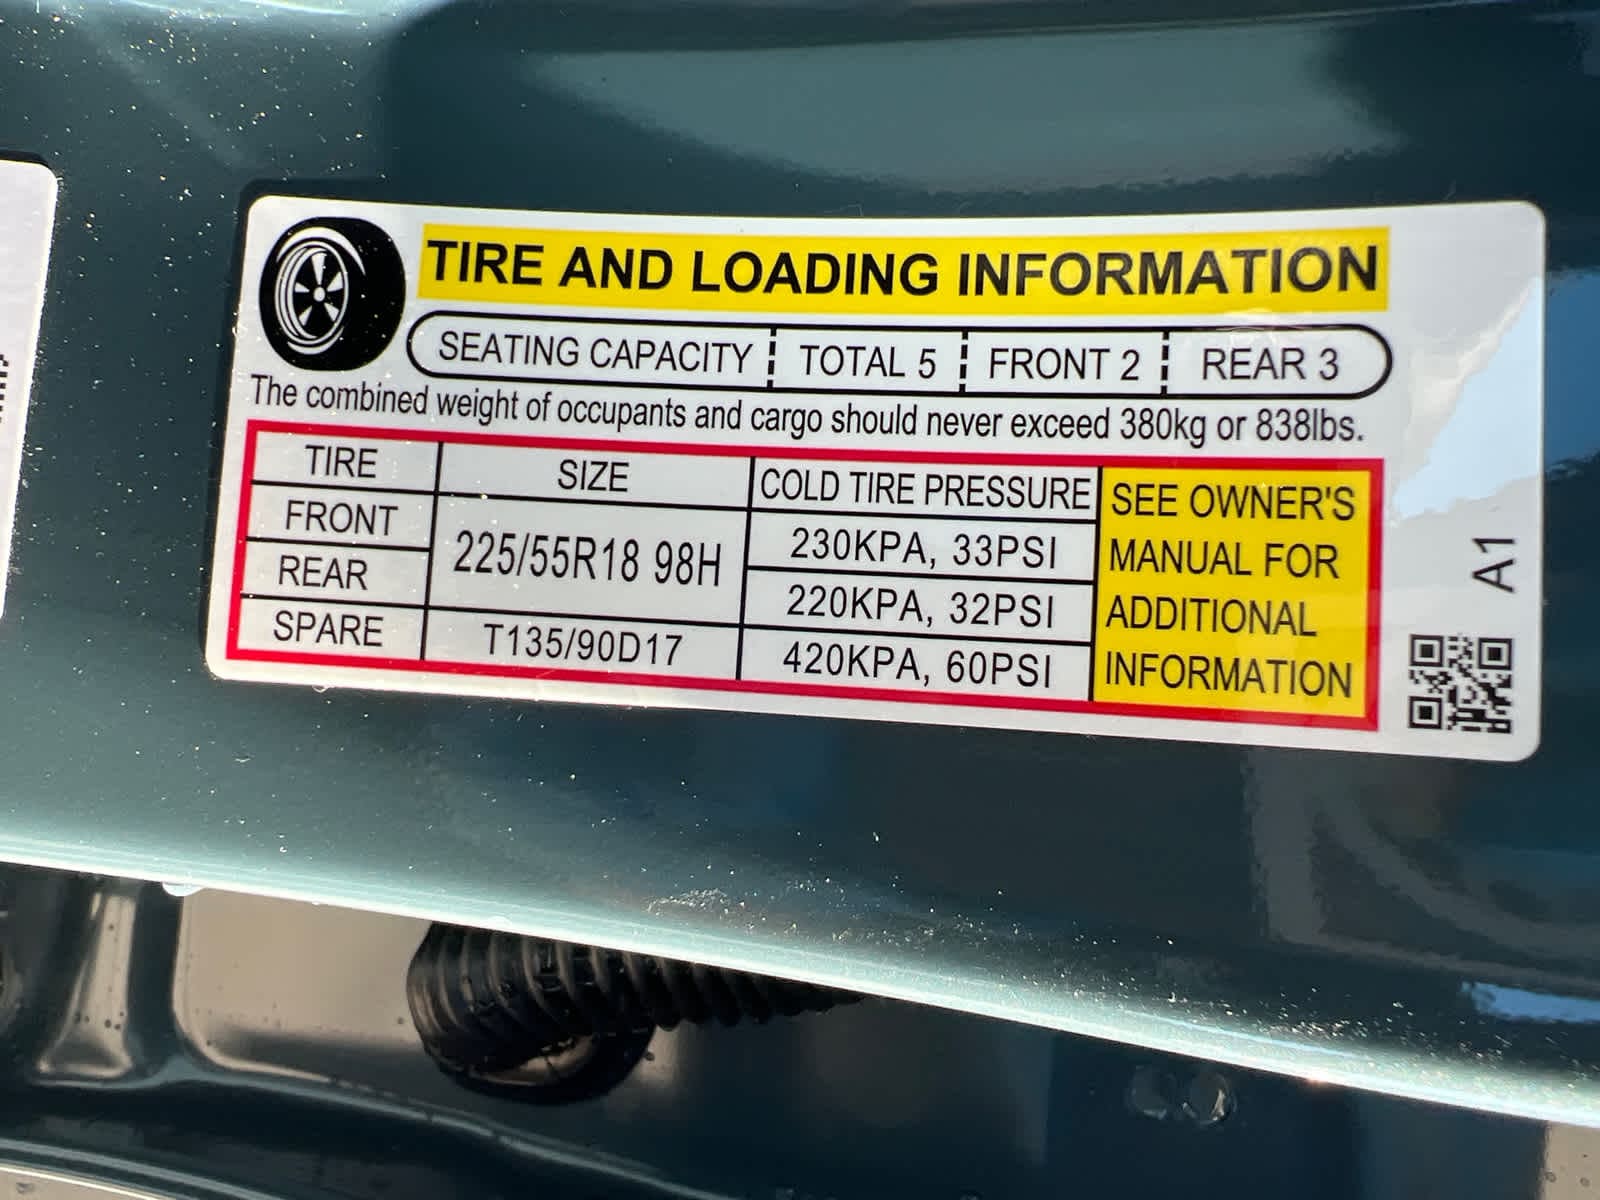 TIRE AND LOADING INFORMATION
SEATING CAPACITY TOTAL 5 FRONT 2 REAR 3
The combined weight of occupants and cargo should never exceed 380kg or 838lbs.
TIRE SIZE COLD TIRE PRESSURE
FRONT 225/55R18 98H 230KPA, 33PSI
REAR 220KPA, 32PSI
SPARE T135/90D17 420KPA, 60PSI
SEE OWNER'S
MANUAL FOR
ADDITIONAL
INFORMATION
A1